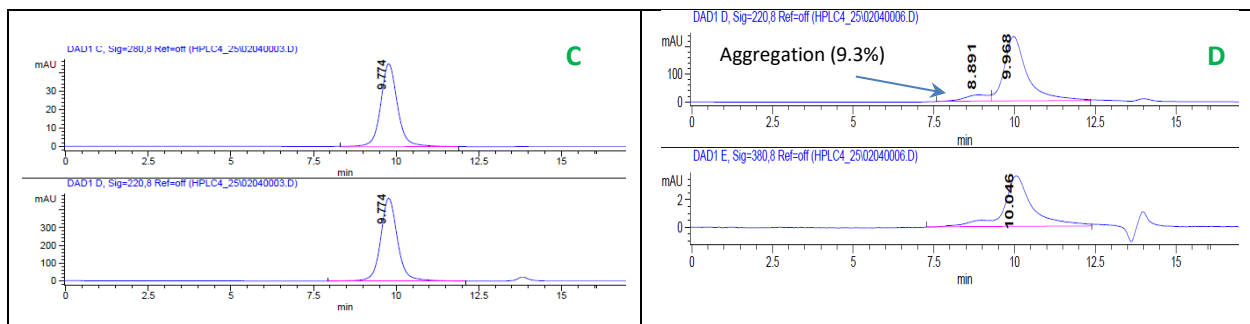 DAD1 C, Sig=280,8 Ref=off (HPLC4_25\02040003.D)
C
mAU
9.774
30
20
10
0
0 2.5 5 7.5 10 12.5 15
min
DAD1 D, Sig=220,8 Ref=off (HPLC4_25\02040003.D)
mAU
9.774
300
200
100
0
0 2.5 5 7.5 10 12.5 15
min
DAD1 D, Sig=220,8 Ref=off (HPLC4_25\02040006.D)
D
mAU
Aggregation (9.3%)
8.891
9.968
100
0
0 2.5 5 7.5 10 12.5 15
min
DAD1 E, Sig=380,8 Ref=off (HPLC4_25\02040006.D)
mAU
10.046
2
0
0 2.5 5 7.5 10 12.5 15
min